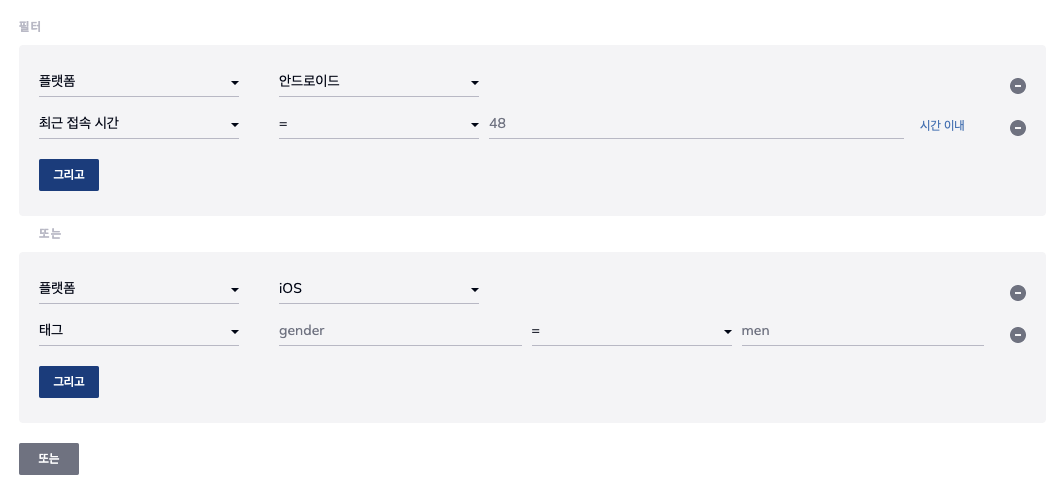 필터
플랫폼 안드로이드
최근 접속 시간 = 48 시간 이내
그리고
또는
플랫폼 iOS
태그 gender = men
그리고
또는